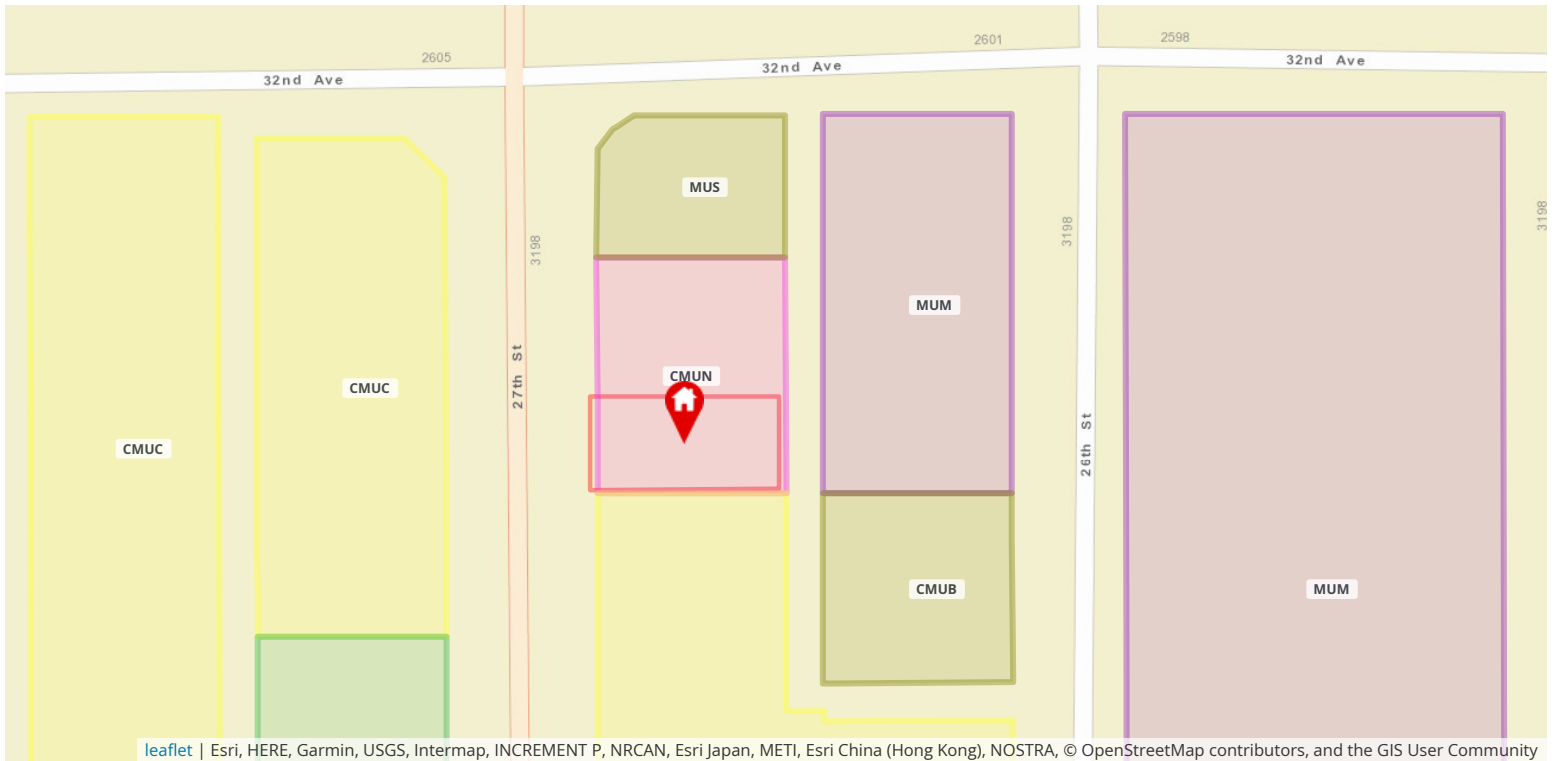 2605
2601
2598
32nd Ave
32nd Ave
32nd Ave
MUS
3198
3198
3198
MUM
CMUN
27th St
CMUC
CMUC
26th St
CMUB
MUM
leaflet | Esri, HERE, Garmin, USGS, Intermap, INCREMENT P, NRCAN, Esri Japan, METI, Esri China (Hong Kong), NOSTRA, © OpenStreetMap contributors, and the GIS User Community